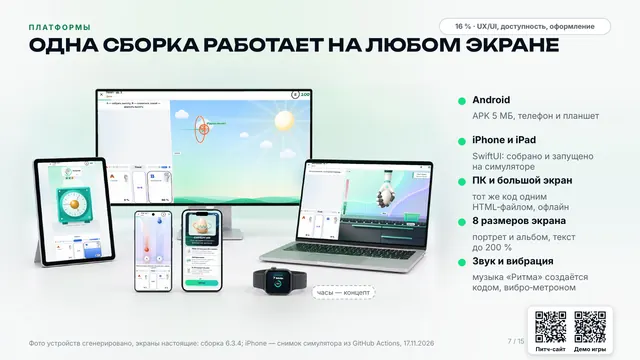 ПЛАТФОРМЫ
16 % · UX/UI, доступность, оформление
ОДНА СБОРКА РАБОТАЕТ НА ЛЮБОМ ЭКРАНЕ
Android
APK 5 МБ, телефон и планшет
iPhone и iPad
SwiftUI: собрано и запущено
на симуляторе
ПК и большой экран
тот же код одним
HTML-файлом, офлайн
8 размеров экрана
портрет и альбом, текст
до 200 %
Звук и вибрация
музыка «Ритма» создаётся
кодом, вибро-метроном
часы — концепт
Фото устройств сгенерировано, экраны настоящие: сборка 6.3.4; iPhone — снимок симулятора из GitHub Actions, 17.11.2026
7 / 15
Питч-сайт
Демо игры